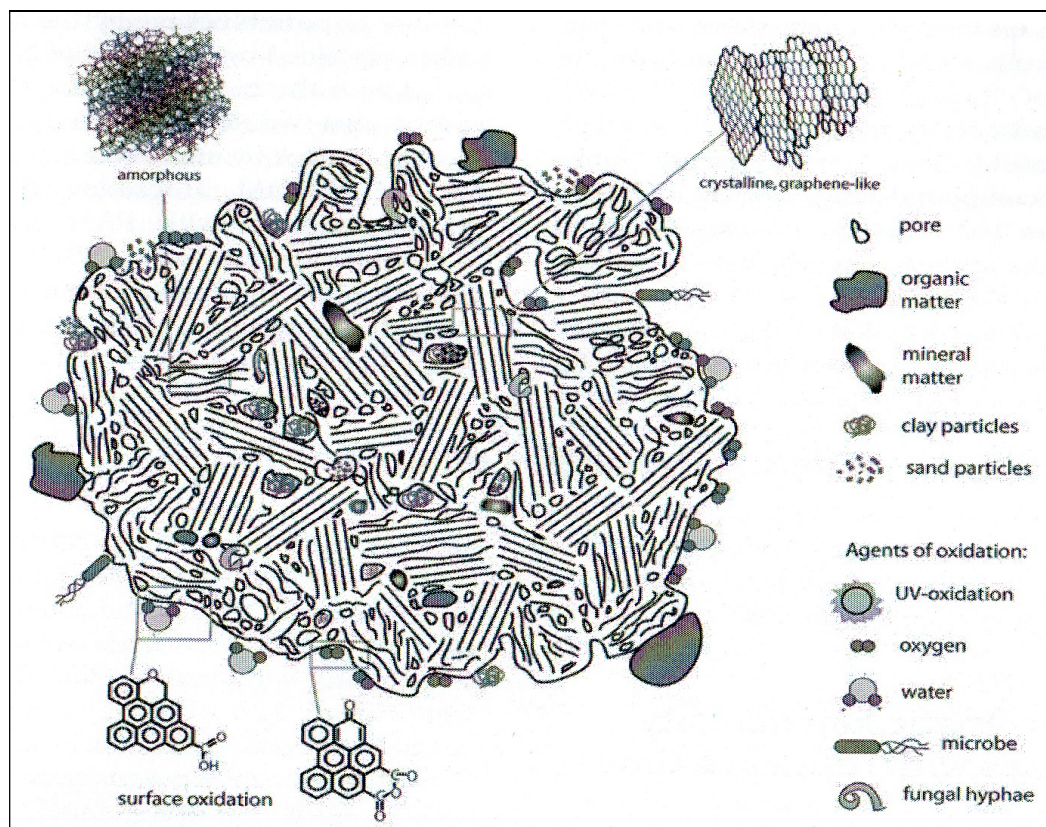 amorphous
crystalline, graphene-like
pore
organic
matter
mineral
matter
clay particles
sand particles
Agents of oxidation:
UV-oxidation
oxygen
water
microbe
fungal hyphae
O
O
OH
surface oxidation
O
O
O
O